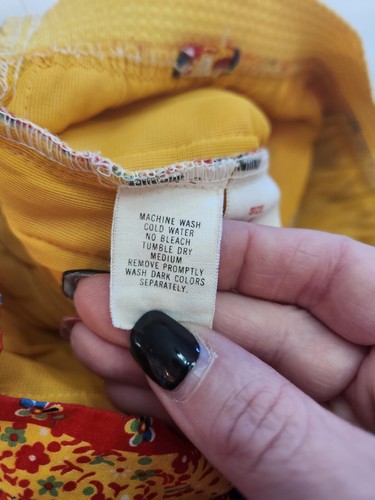 MACHINE WASH
COLD WATER
NO BLEACH
TUMBLE DRY
MEDIUM
REMOVE PROMPTLY
WASH DARK COLORS
SEPARATELY.